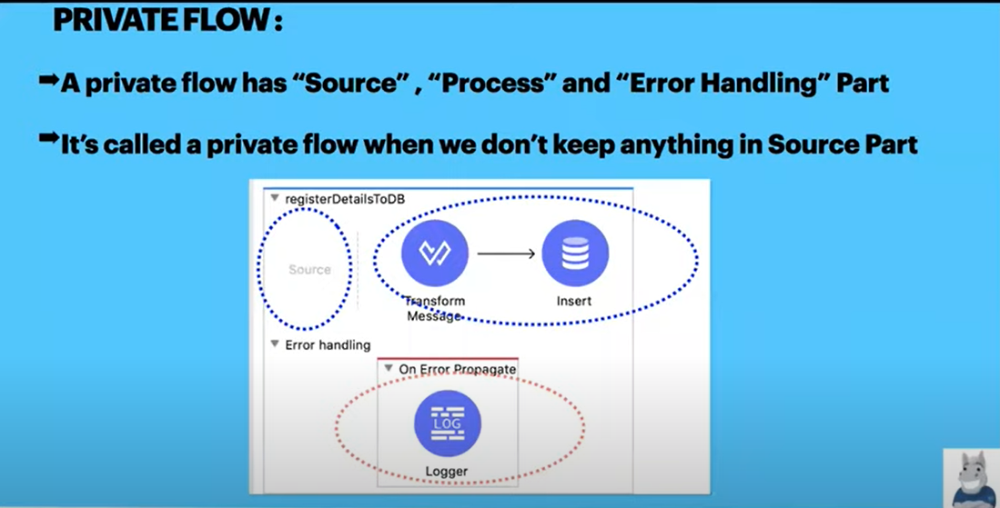 PRIVATE FLOW:
➡A private flow has “Source” , “Process” and “Error Handling” Part
➡It’s called a private flow when we don’t keep anything in Source Part
registerDetailsToDB
Source
Transform
Message
Insert
Error handling
On Error Propagate
LOG
Logger